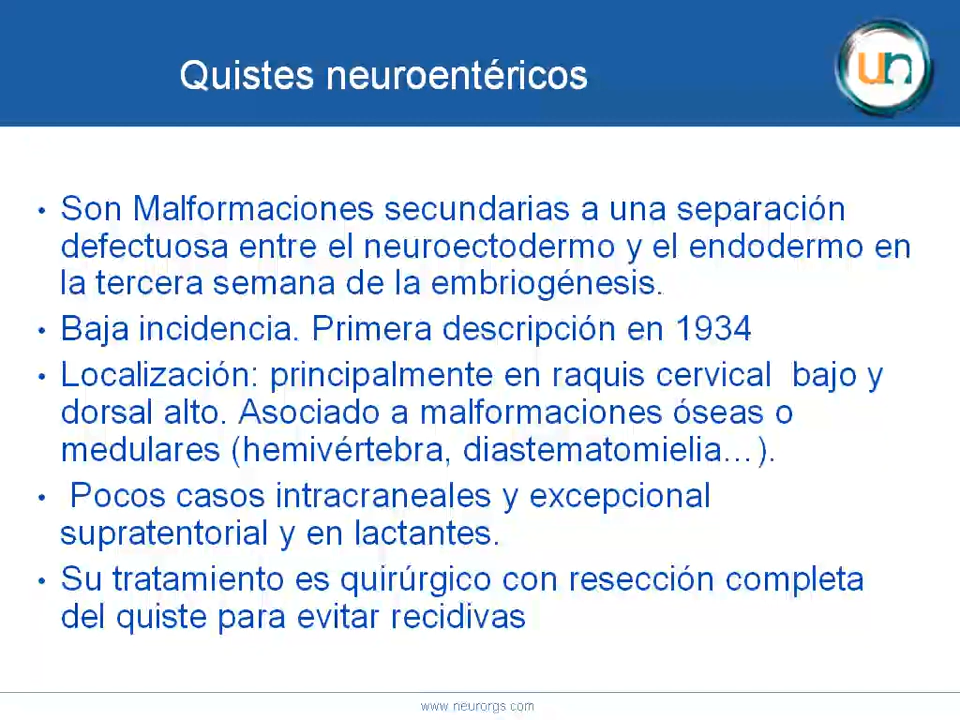 Quistes neuroentéricos
un
• Son Malformaciones secundarias a una separación
defectuosa entre el neuroectodermo y el endodermo en
la tercera semana de la embriogénesis.
• Baja incidencia. Primera descripción en 1934
• Localización: principalmente en raquis cervical bajo y
dorsal alto. Asociado a malformaciones óseas o
medulares (hemivértebra, diastematomielia...).
• Pocos casos intracraneales y excepcional
supratentorial y en lactantes.
• Su tratamiento es quirúrgico con resección completa
del quiste para evitar recidivas
www.neurorgs.com